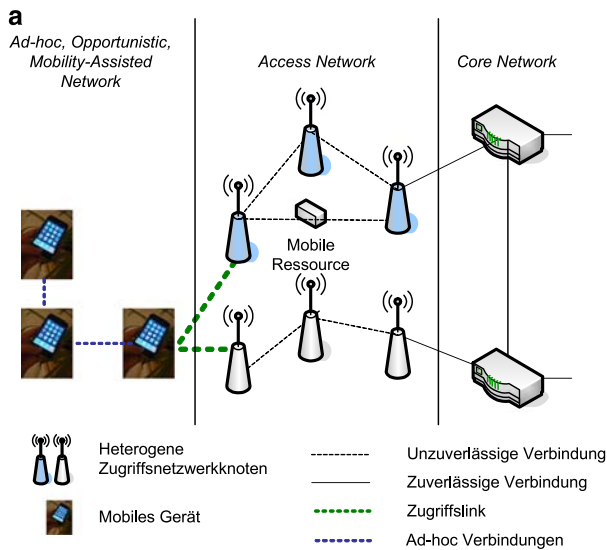 a
Ad-hoc, Opportunistic,
Mobility-Assisted
Network
Access Network
Core Network
Mobile
Ressource
Heterogene
Zugriffsnetzwerkknoten
Mobiles Gerät
Unzuverlässige Verbindung
Zuverlässige Verbindung
Zugriffslink
Ad-hoc Verbindungen